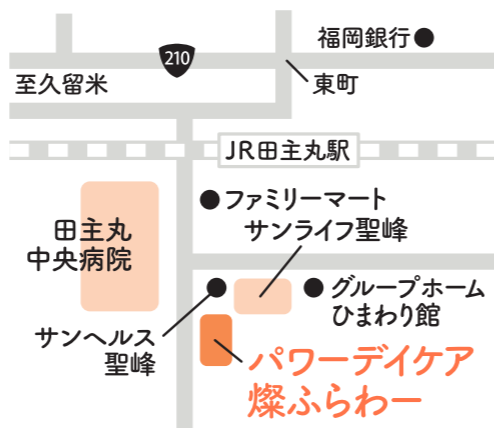 福岡銀行
210
至久留米
東町
JR田主丸駅
ファミリーマート
サンライフ聖峰
田主丸
中央病院
グループホーム
ひまわり館
サンヘルス
聖峰
パワーデイケア
燦ふらわー